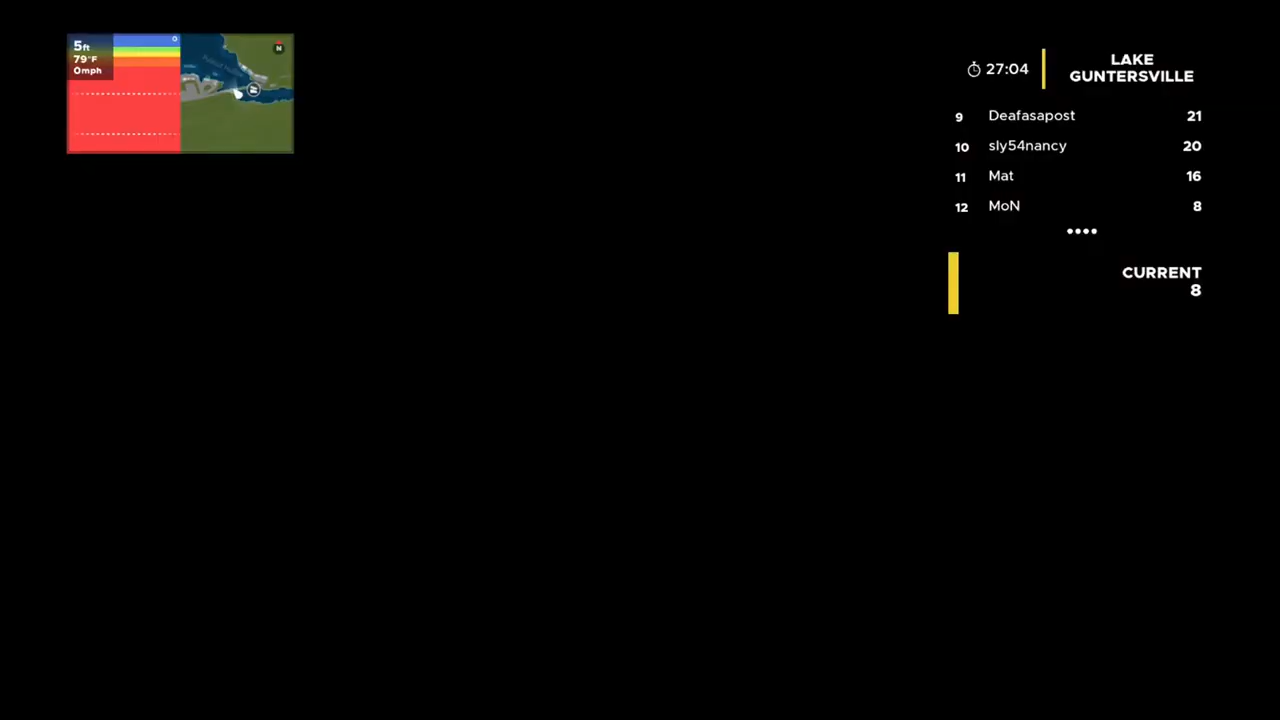 5ft
79°F
0mph
N
27:04
LAKE
GUNTERSVILLE
9 Deafasapost 21
10 sly54nancy 20
11 Mat 16
12 MoN 8
CURRENT
8